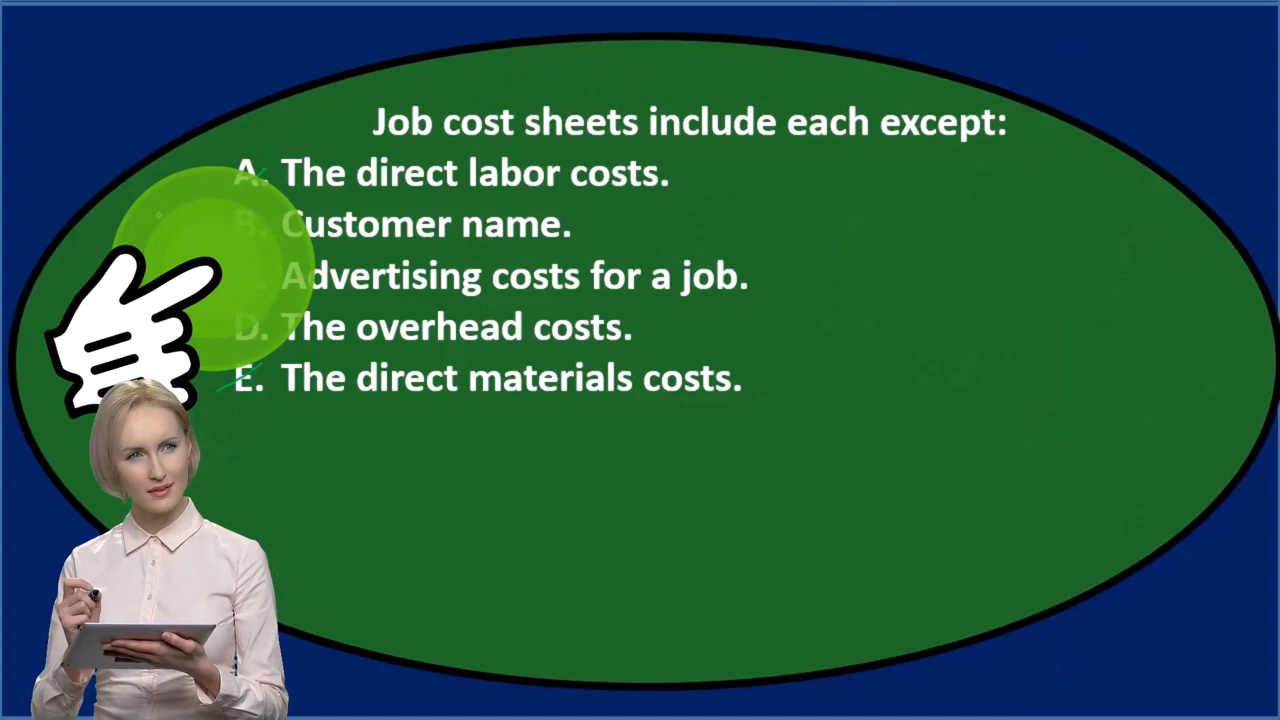 Job cost sheets include each except:
A. The direct labor costs.
B. Customer name.
Advertising costs for a job.
D. The overhead costs.
E. The direct materials costs.